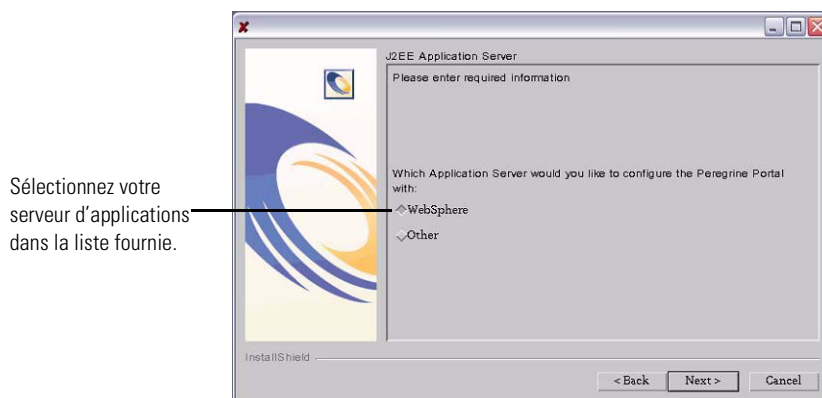 Sélectionnez votre
serveur d'applications
dans la liste fournie.
J2EE Application Server
Please enter required information
Which Application Server would you like to configure the Peregrine Portal
with:
WebSphere
Other
InstallShield
< Back
Next >
Cancel